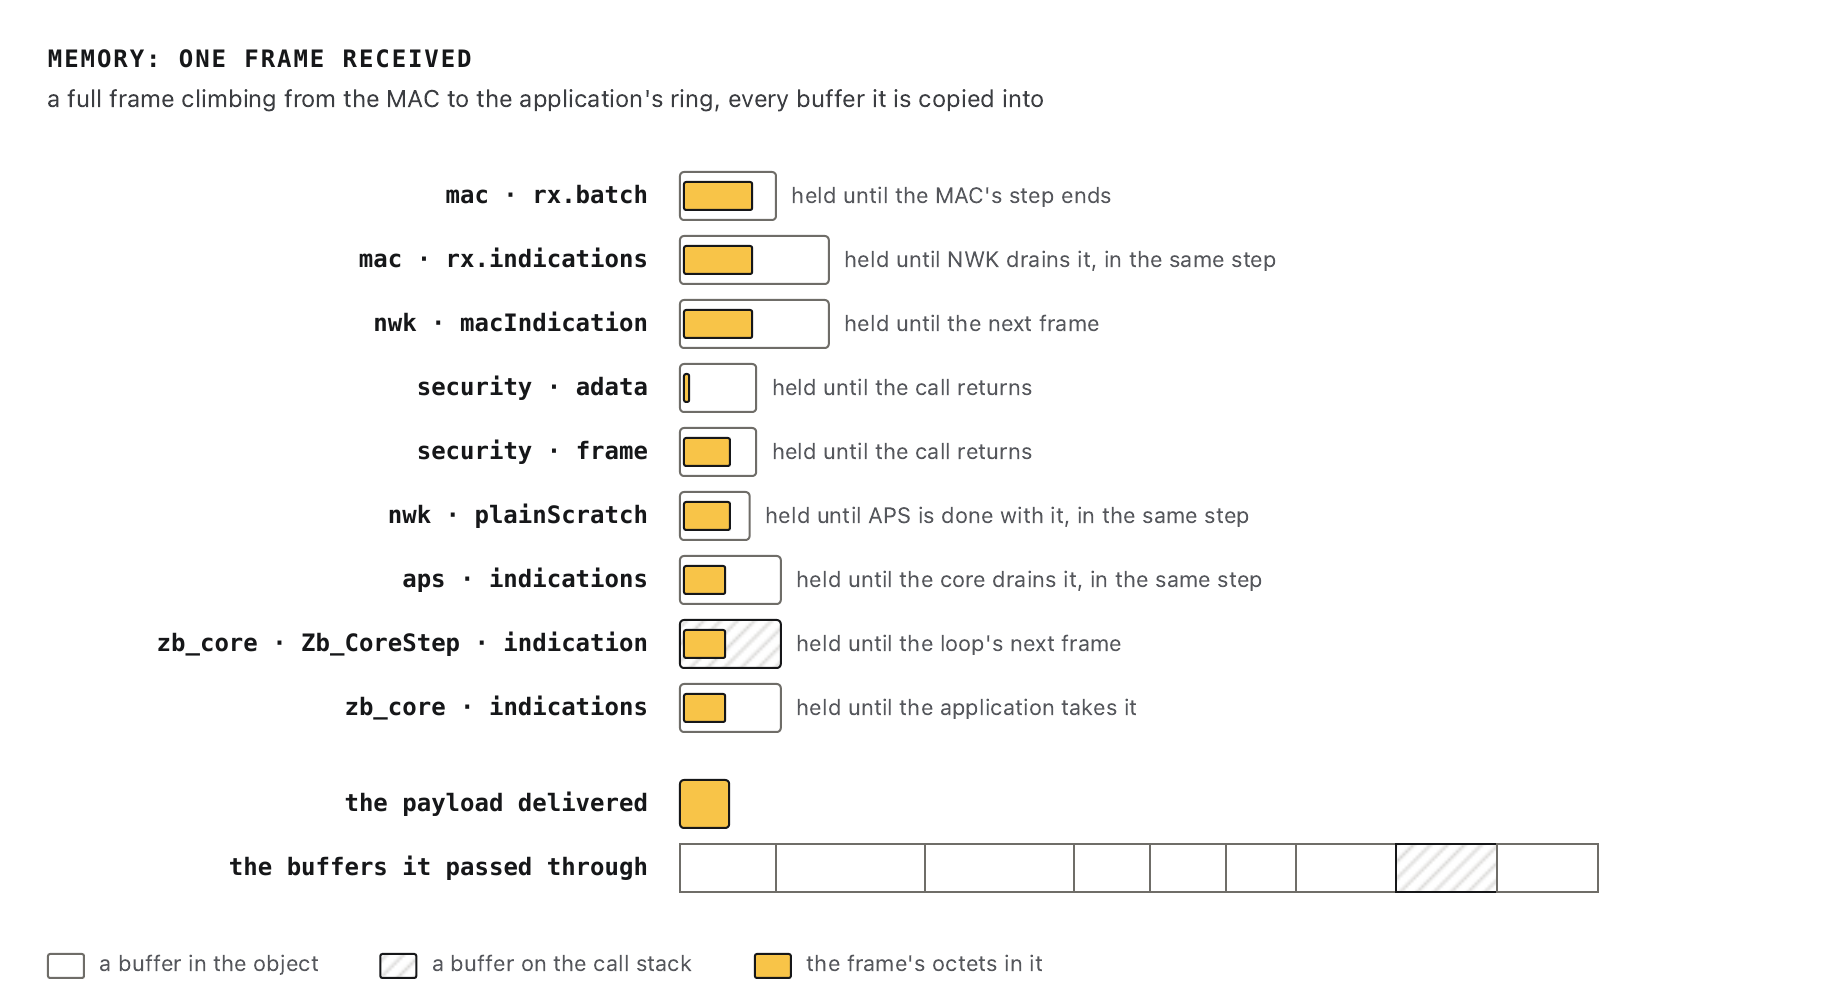 MEMORY: ONE FRAME RECEIVED
a full frame climbing from the MAC to the application's ring, every buffer it is copied into
mac · rx.batch held until the MAC's step ends
mac · rx.indications held until NWK drains it, in the same step
nwk · macIndication held until the next frame
security · adata held until the call returns
security · frame held until the call returns
nwk · plainScratch held until APS is done with it, in the same step
aps · indications held until the core drains it, in the same step
zb_core · Zb_CoreStep · indication held until the loop's next frame
zb_core · indications held until the application takes it
the payload delivered
the buffers it passed through
a buffer in the object a buffer on the call stack the frame's octets in it